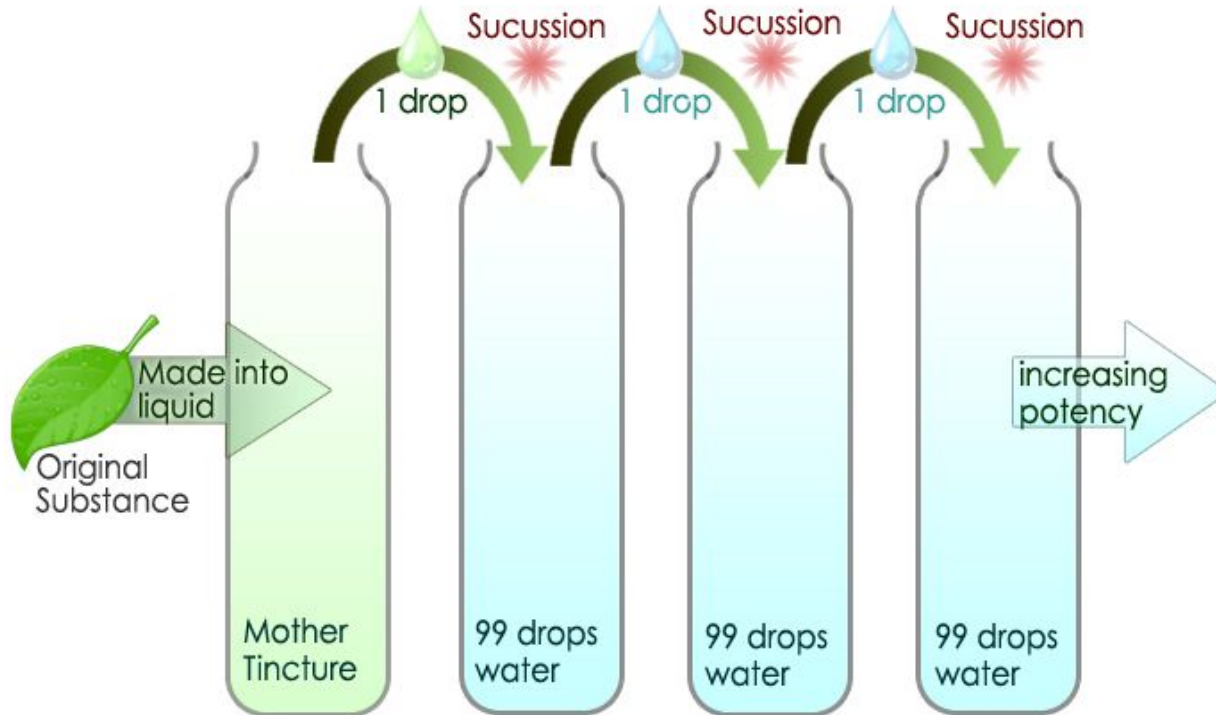 Sucussion
Sucussion
Sucussion
1 drop
1 drop
1 drop
Made into
liquid
Original
Substance
increasing
potency
Mother
Tincture
99 drops
water
99 drops
water
99 drops
water